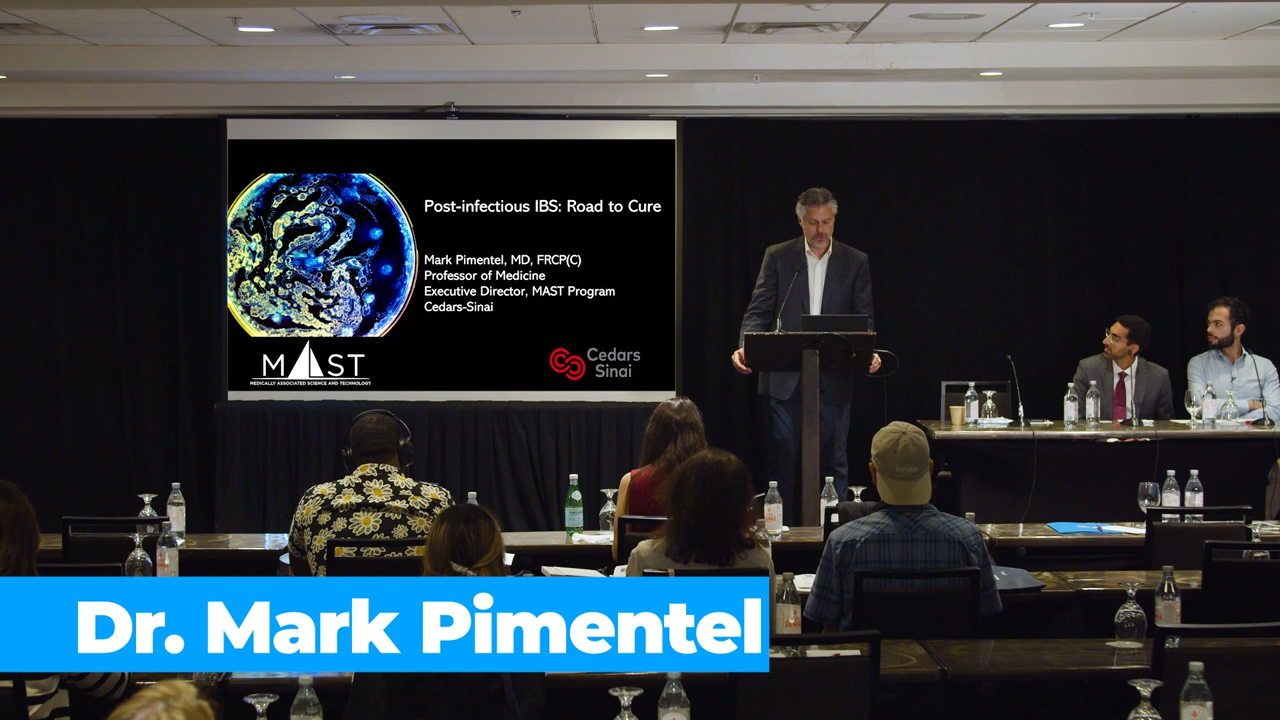 Post-infectious IBS: Road to Cure
Mark Pimentel, MD, FRCP(C)
Professor of Medicine
Executive Director, MAST Program
Cedars-Sinai
MAST
MEDICALLY ASSOCIATED SCIENCE AND TECHNOLOGY
Cedars
Sinai
Dr. Mark Pimentel